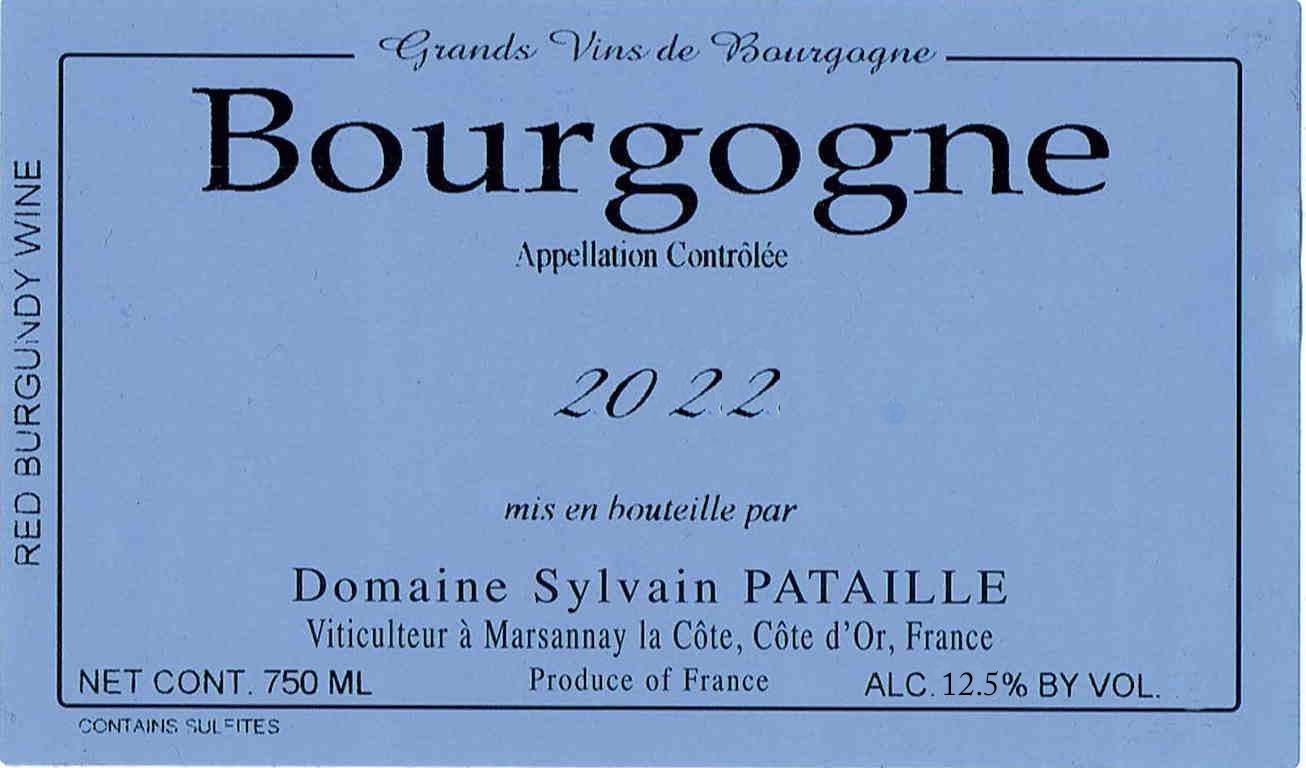 Grands Vins de Bourgogne
Bourgogne
Appellation Contrôlée
2022
mis en bouteille par
Domaine Sylvain PATAILLE
Viticulteur à Marsannay la Côte, Côte d'Or, France
NET CONT. 750 ML
Produce of France
ALC. 12.5% BY VOL.
CONTAINS SULFITES
RED BURGUNDY WINE